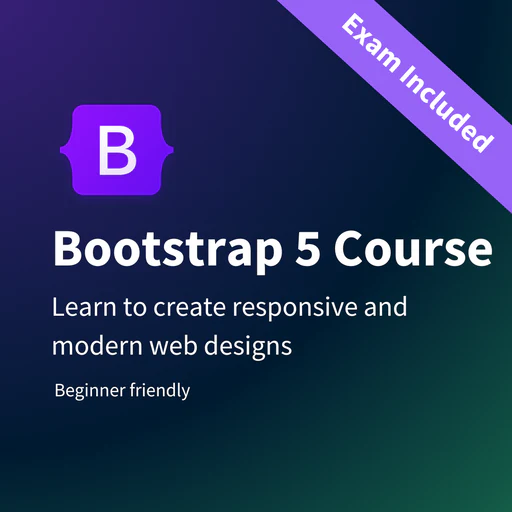 Exam Included
B
Bootstrap 5 Course
Learn to create responsive and
modern web designs
Beginner friendly